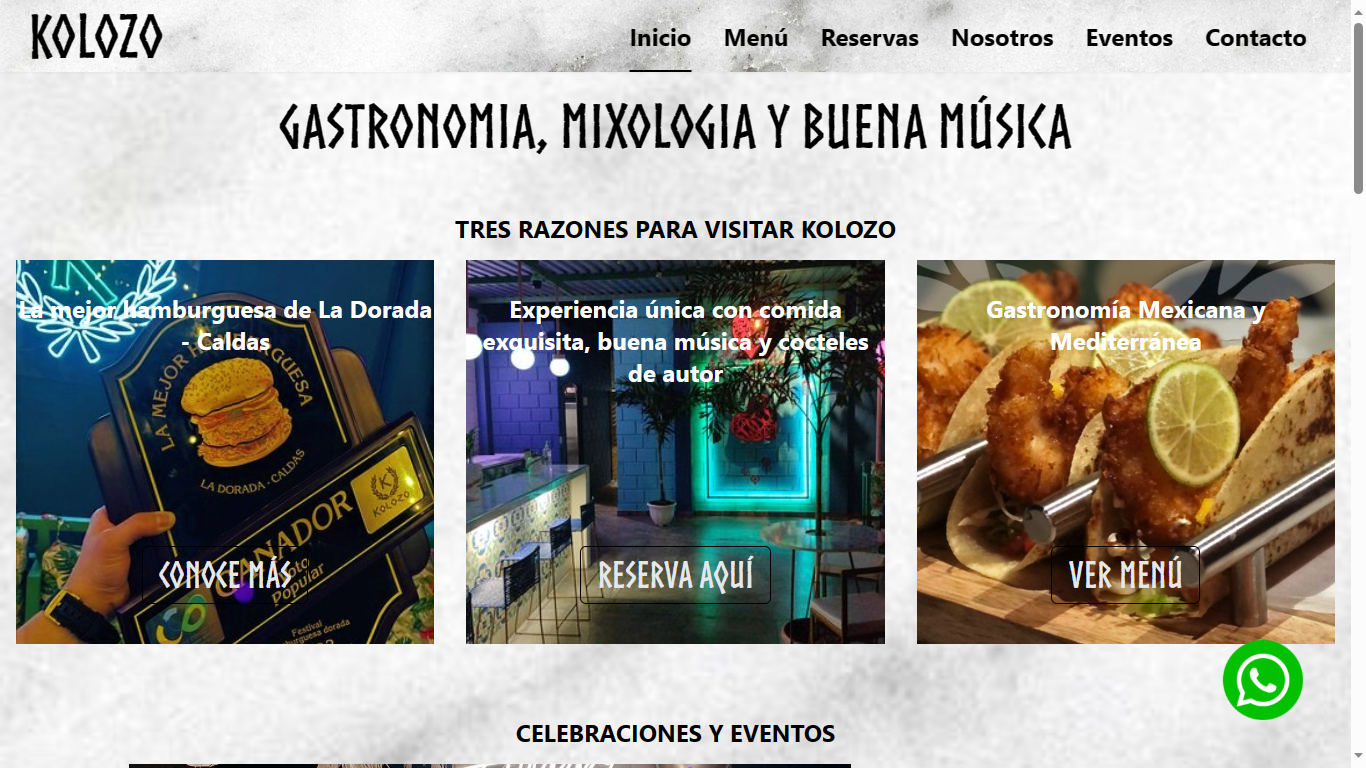 KOLOZO
Inicio
Menú
Reservas
Nosotros
Eventos
Contacto
GASTRONOMIA, MIXOLOGIA Y BUENA MÚSICA
TRES RAZONES PARA VISITAR KOLOZO
La mejor hamburguesa de La Dorada
- Caldas
LA MEJOR HAMBURGUESA
LA DORADA - CALDAS
K
KOLOZO
GANADOR
Voto
Popular
Festival
hamburguesa dorada
CONOCE MÁS
Experiencia única con comida
exquisita, buena música y cocteles
de autor
RESERVA AQUÍ
Gastronomía Mexicana y
Mediterránea
VER MENÚ
CELEBRACIONES Y EVENTOS